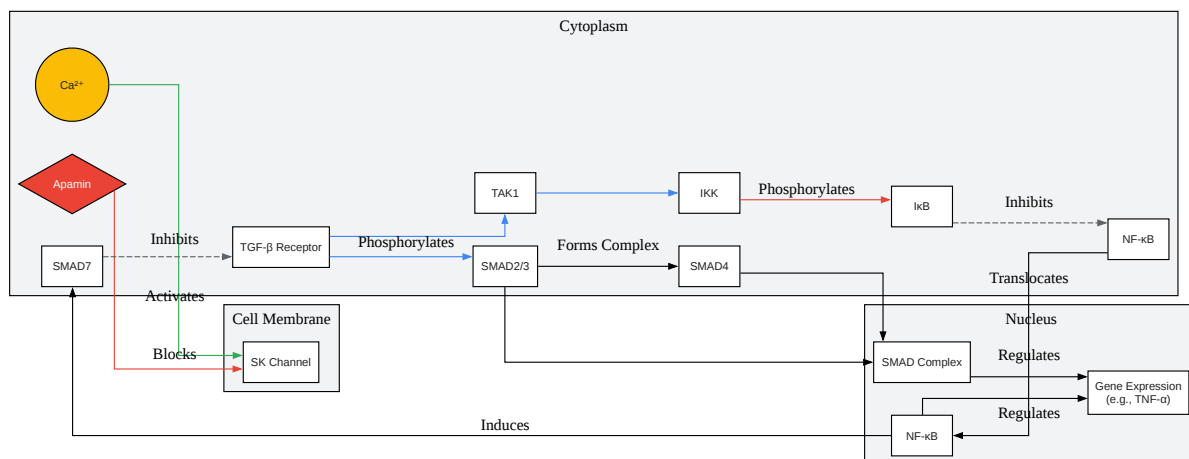 Cytoplasm
Ca²⁺
Apamin
TAK1
IKK
Phosphorylates
IκB
Inhibits
NF-κB
Inhibits
TGF-β Receptor
Phosphorylates
Forms Complex
SMAD7
SMAD2/3
SMAD4
Translocates
Activates
Cell Membrane
Nucleus
Blocks
SK Channel
SMAD Complex
Regulates
Gene Expression
(e.g., TNF-α)
Regulates
Induces
NF-κB